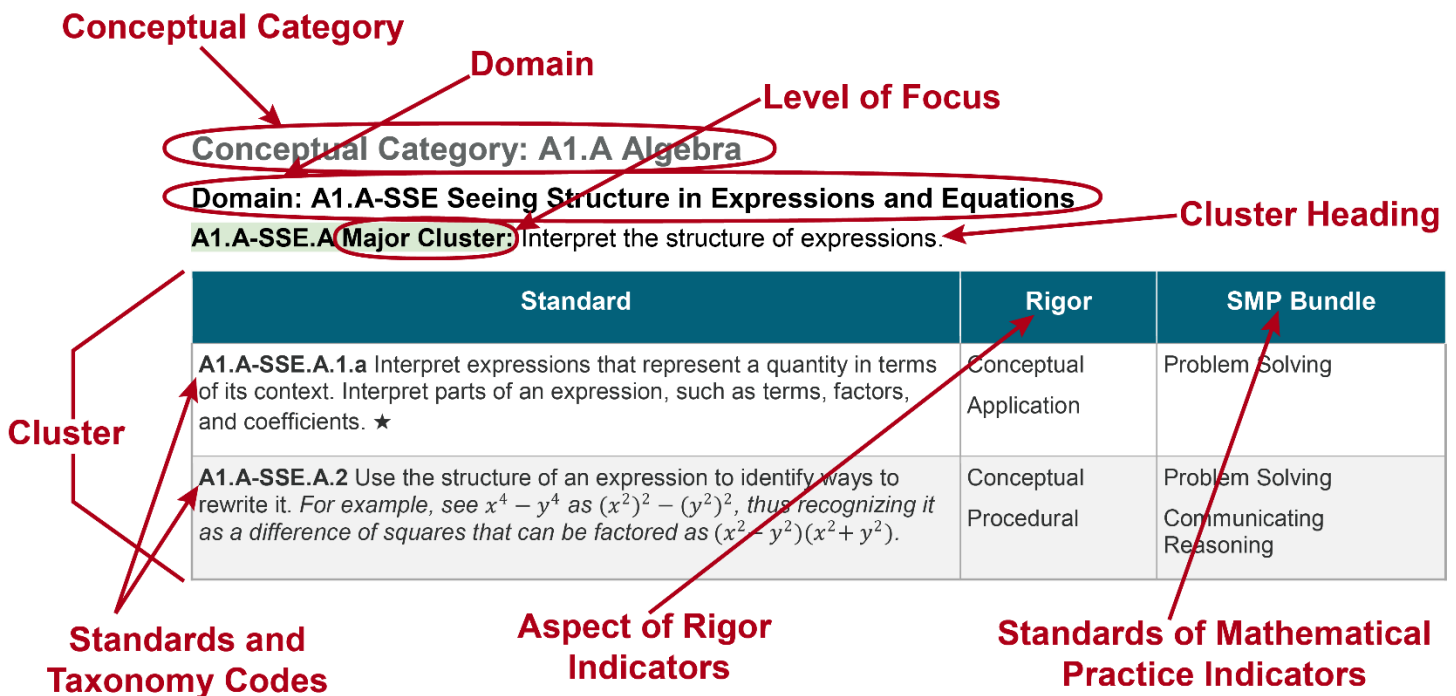 Conceptual Category
Domain
Level of Focus
Conceptual Category: A1.A Algebra
Domain: A1.A-SSE Seeing Structure in Expressions and Equations
Cluster Heading
A1.A-SSE.A Major Cluster: Interpret the structure of expressions.
Standard
Rigor
SMP Bundle
A1.A-SSE.A.1.a Interpret expressions that represent a quantity in terms
of its context. Interpret parts of an expression, such as terms, factors,
and coefficients. ★
Conceptual
Application
Problem Solving
Cluster
A1.A-SSE.A.2 Use the structure of an expression to identify ways to
rewrite it. For example, see x⁴ − y⁴ as (x²)² − (y²)², thus recognizing it
as a difference of squares that can be factored as (x² − y²)(x² + y²).
Conceptual
Procedural
Problem Solving
Communicating
Reasoning
Standards and
Taxonomy Codes
Aspect of Rigor
Indicators
Standards of Mathematical
Practice Indicators